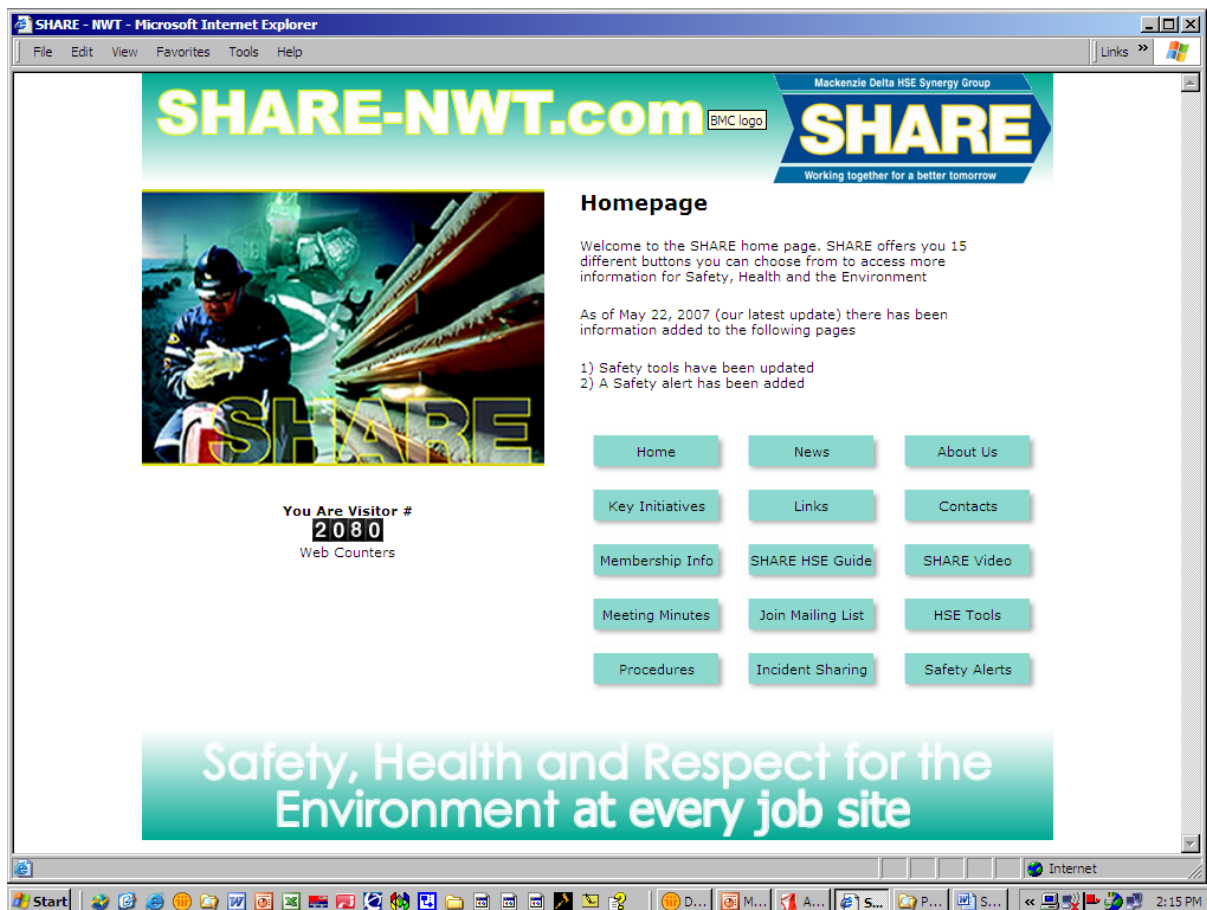 SHARE - NWT - Microsoft Internet Explorer
File Edit View Favorites Tools Help Links »
SHARE-NWT.com
BMC logo
Mackenzie Delta HSE Synergy Group
SHARE
Working together for a better tomorrow
SHARE
Homepage
Welcome to the SHARE home page. SHARE offers you 15
different buttons you can choose from to access more
information for Safety, Health and the Environment
As of May 22, 2007 (our latest update) there has been
information added to the following pages
1) Safety tools have been updated
2) A Safety alert has been added
Home News About Us
Key Initiatives Links Contacts
Membership Info SHARE HSE Guide SHARE Video
Meeting Minutes Join Mailing List HSE Tools
Procedures Incident Sharing Safety Alerts
You Are Visitor #
2080
Web Counters
Safety, Health and Respect for the
Environment at every job site
Internet
Start D... M... A... S... P... S... « 2:15 PM